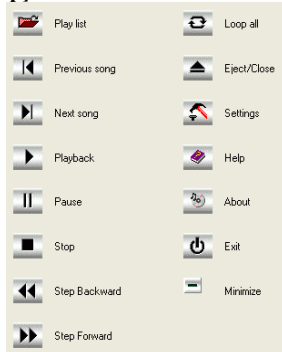 Play list
Loop all
Previous song
Eject/Close
Next song
Settings
Playback
Help
Pause
About
Stop
Exit
Step Backward
Minimize
Step Forward